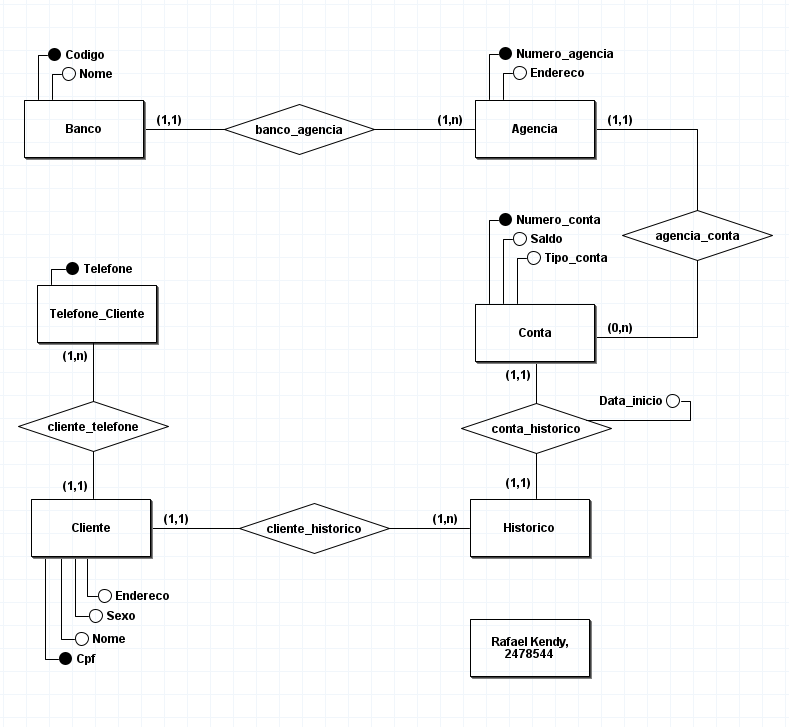 Codigo
Nome
Banco
(1,1)
banco_agencia
(1,n)
Numero_agencia
Endereco
Agencia
(1,1)
agencia_conta
Numero_conta
Saldo
Tipo_conta
Conta
(0,n)
(1,1)
Telefone
Telefone_Cliente
(1,n)
cliente_telefone
(1,1)
Data_inicio
conta_historico
(1,1)
Cliente
(1,1)
cliente_historico
(1,n)
Historico
Endereco
Sexo
Nome
Cpf
Rafael Kendy,
2478544